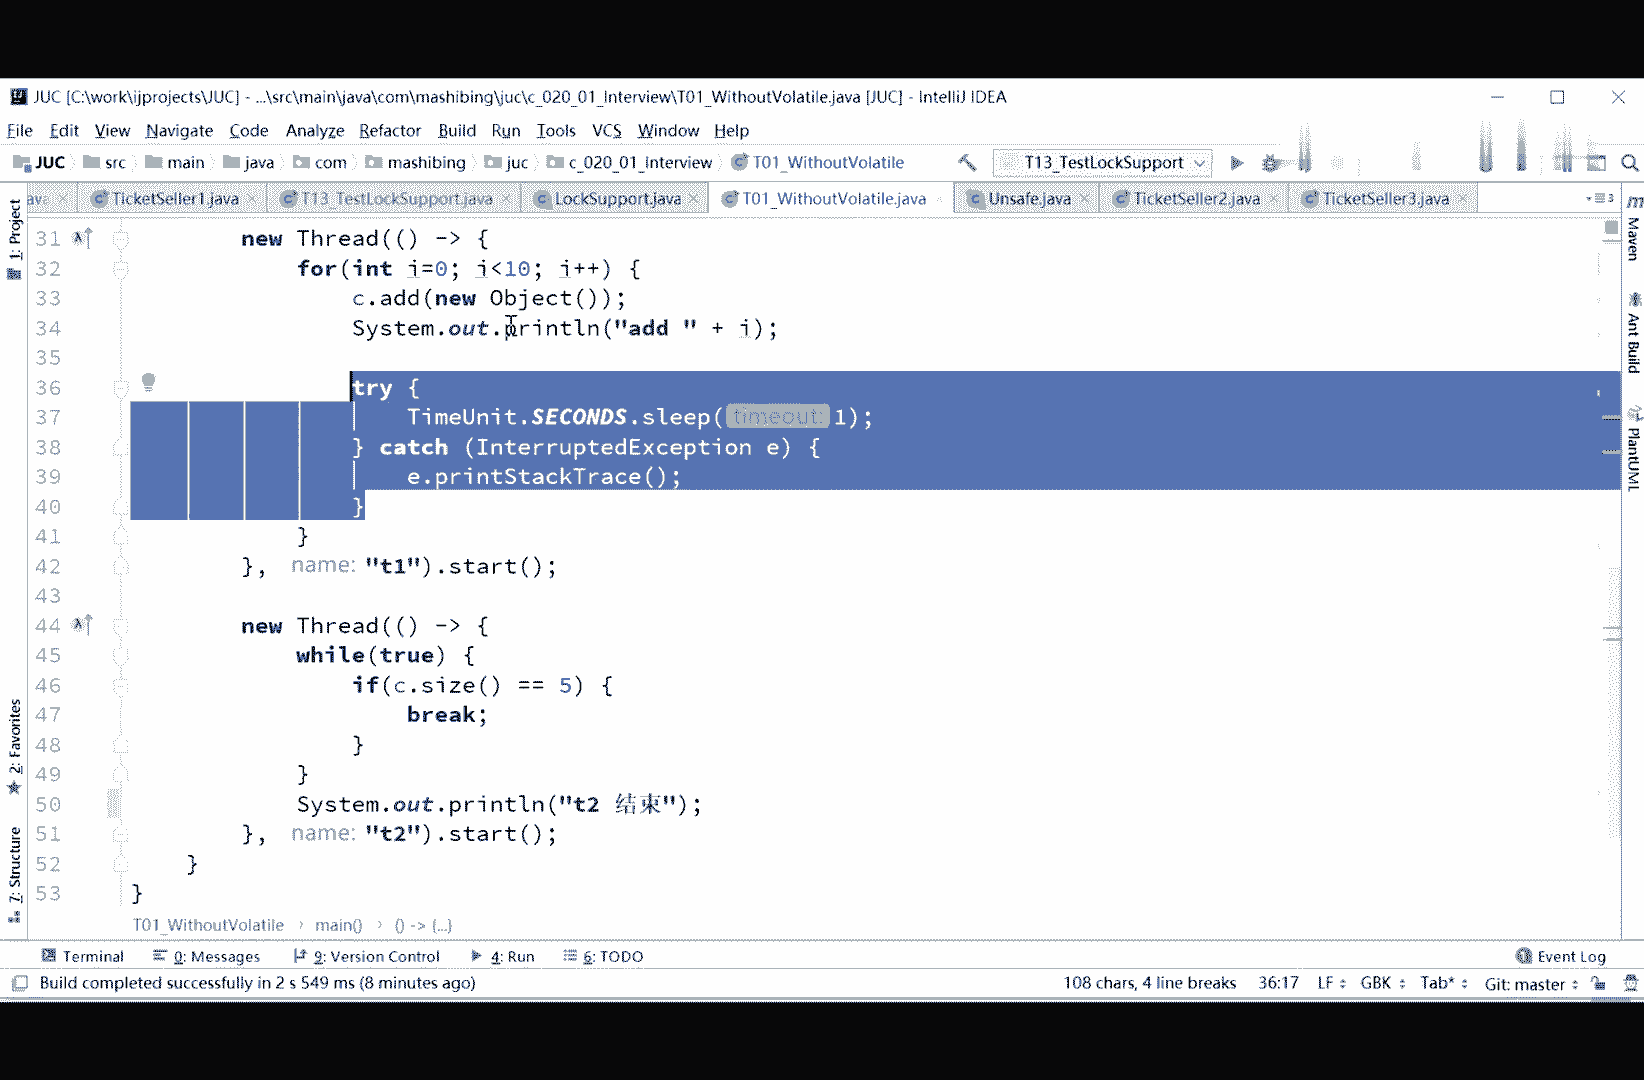 JUC [C:\work\ijprojects\JUC] - ...\src\main\java\com\mashibing\juc\c_020_01_Interview\T01_WithoutVolatile.java [JUC] - IntelliJ IDEA
File Edit View Navigate Code Analyze Refactor Build Run Tools VCS Window Help
JUC src main java com mashibing juc c_020_01_Interview T01_WithoutVolatile T13_TestLockSupport
ava TicketSeller1.java T13_TestLockSupport.java LockSupport.java T01_WithoutVolatile.java Unsafe.java TicketSeller2.java TicketSeller3.java 3
1: Project
2: Favorites
7: Structure
31 new Thread(() -> {
32 for(int i=0; i<10; i++) {
33 c.add(new Object());
34 System.out.println("add " + i);
35
36 try {
37 TimeUnit.SECONDS.sleep( timeout: 1);
38 } catch (InterruptedException e) {
39 e.printStackTrace();
40 }
41 }
42 }, name: "t1").start();
43
44 new Thread(() -> {
45 while(true) {
46 if(c.size() == 5) {
47 break;
48 }
49 }
50 System.out.println("t2 结束");
51 }, name: "t2").start();
52 }
53 }
Maven
Ant Build
PlantUML
T01_WithoutVolatile main() () -> {...}
Terminal 0: Messages 9: Version Control 4: Run 6: TODO Event Log
Build completed successfully in 2 s 549 ms (8 minutes ago) 108 chars, 4 line breaks 36:17 LF GBK Tab* Git: master